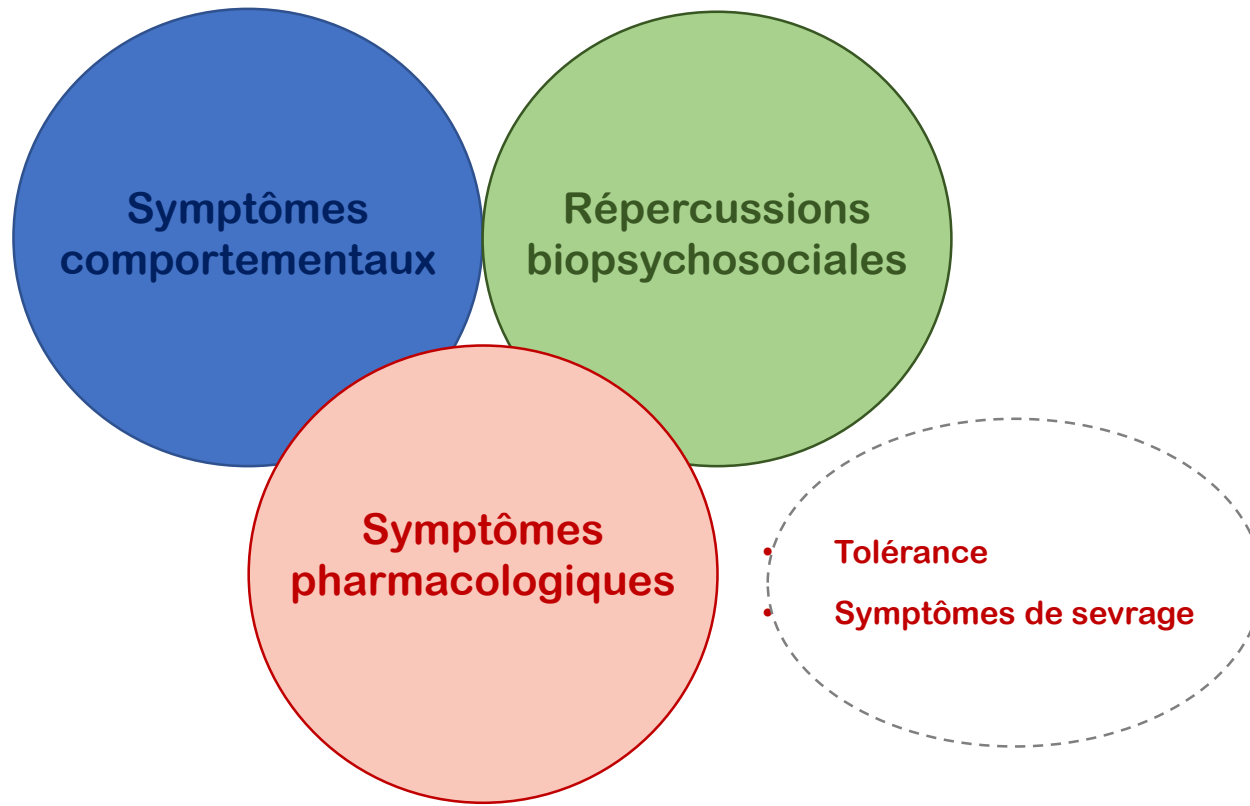 Symptômes
comportementaux
Répercussions
biopsychosociales
Symptômes
pharmacologiques
• Tolérance
• Symptômes de sevrage